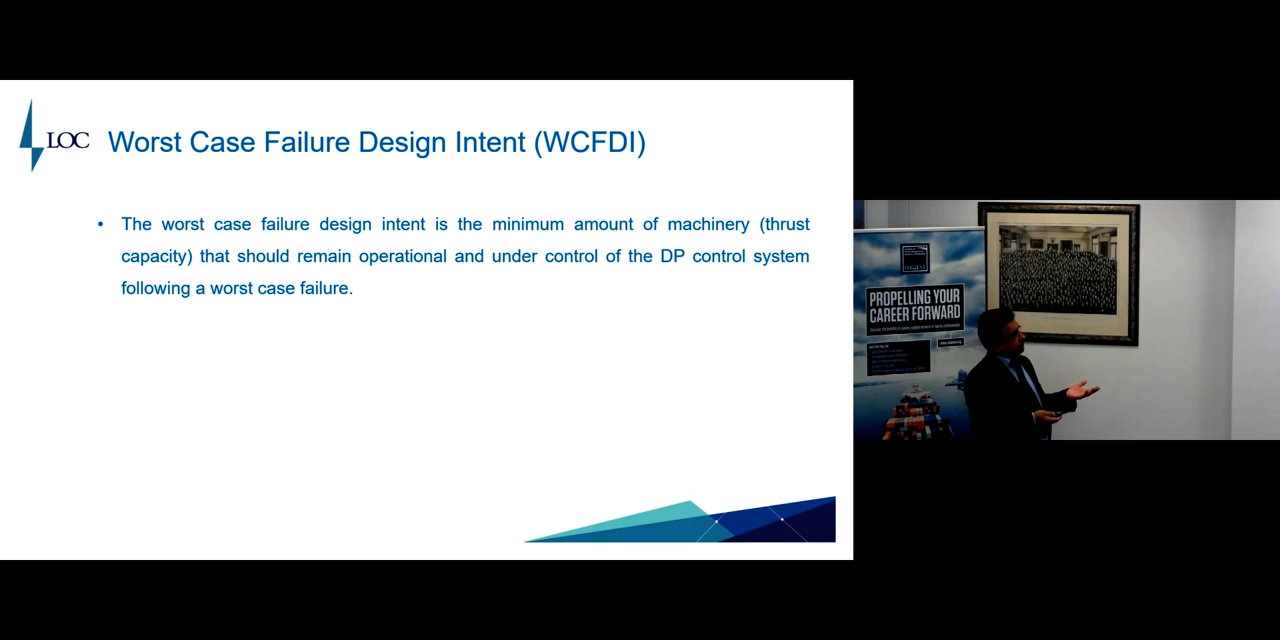 LOC
Worst Case Failure Design Intent (WCFDI)
• The worst case failure design intent is the minimum amount of machinery (thrust
capacity) that should remain operational and under control of the DP control system
following a worst case failure.
PROPELLING YOUR
CAREER FORWARD